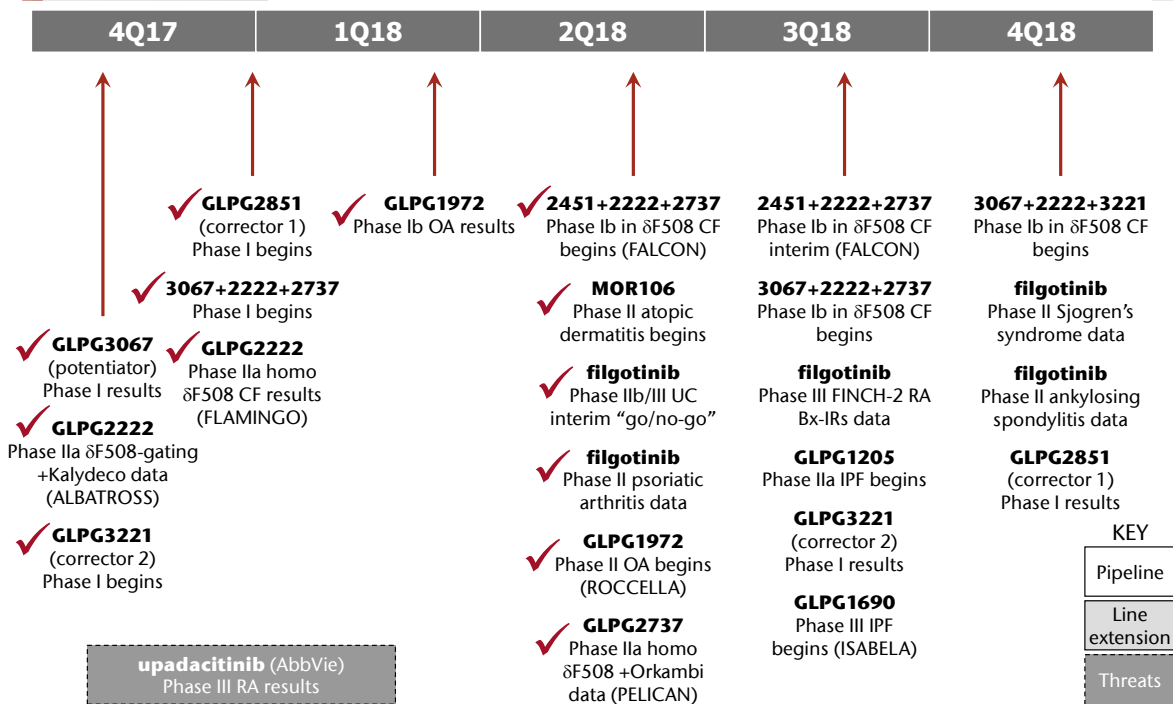 4Q17
1Q18
2Q18
3Q18
4Q18
GLPG3067
(potentiator)
Phase I results
GLPG2222
Phase IIa δF508-gating
+Kalydeco data
(ALBATROSS)
GLPG3221
(corrector 2)
Phase I begins
GLPG2851
(corrector 1)
Phase I begins
3067+2222+2737
Phase I begins
GLPG2222
Phase IIa homo
δF508 CF results
(FLAMINGO)
GLPG1972
Phase Ib OA results
2451+2222+2737
Phase Ib in δF508 CF
begins (FALCON)
MOR106
Phase II atopic
dermatitis begins
filgotinib
Phase IIb/III UC
interim “go/no-go”
filgotinib
Phase II psoriatic
arthritis data
GLPG1972
Phase II OA begins
(ROCCELLA)
GLPG2737
Phase IIa homo
δF508 +Orkambi
data (PELICAN)
2451+2222+2737
Phase Ib in δF508 CF
interim (FALCON)
3067+2222+2737
Phase Ib in δF508 CF
begins
filgotinib
Phase III FINCH-2 RA
Bx-IRs data
GLPG1205
Phase IIa IPF begins
GLPG3221
(corrector 2)
Phase I results
GLPG1690
Phase III IPF
begins (ISABELA)
3067+2222+3221
Phase Ib in δF508 CF
begins
filgotinib
Phase II Sjogren’s
syndrome data
filgotinib
Phase II ankylosing
spondylitis data
GLPG2851
(corrector 1)
Phase I results
upadacitinib (AbbVie)
Phase III RA results
KEY
Pipeline
Line
extension
Threats